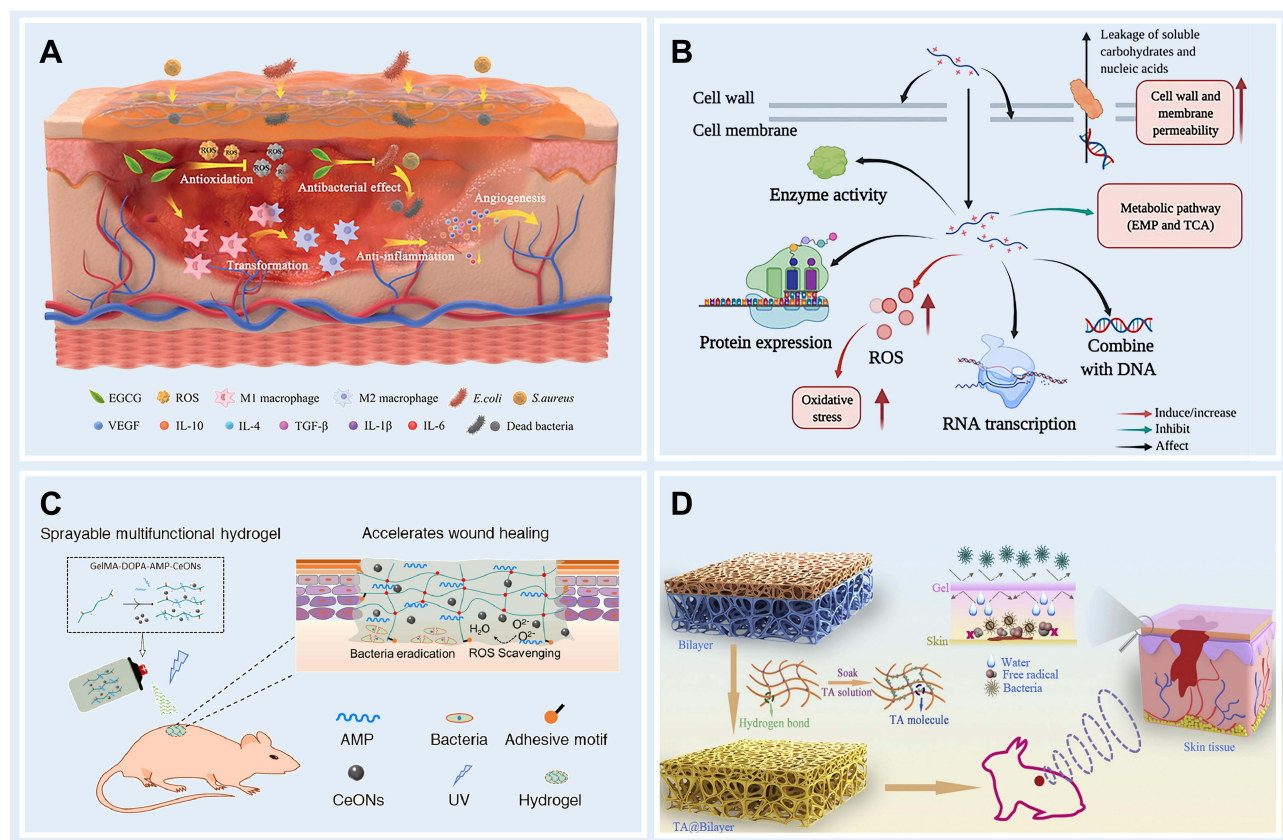 A
ROS
ROS
ROS
ROS
Antioxidation
Antibacterial effect
Angiogenesis
Transformation
Anti-inflammation
EGCG
ROS
M1 macrophage
M2 macrophage
E.coli
S.aureus
VEGF
IL-10
IL-4
TGF-β
IL-1β
IL-6
Dead bacteria
B
Leakage of soluble
carbohydrates and
nucleic acids
Cell wall
Cell membrane
Cell wall and
membrane
permeability
Enzyme activity
Metabolic pathway
(EMP and TCA)
Protein expression
ROS
Combine
with DNA
Oxidative
stress
RNA transcription
Induce/increase
Inhibit
Affect
C
Sprayable multifunctional hydrogel
Accelerates wound healing
GelMA-DOPA-AMP-CeONs
H₂O
O²⁻
O²⁻
Bacteria eradication
ROS Scavenging
AMP
Bacteria
Adhesive motif
CeONs
UV
Hydrogel
D
Gel
Skin
Bilayer
Water
Free radical
Bacteria
Soak
TA solution
Hydrogen bond
TA molecule
Skin tissue
TA@Bilayer